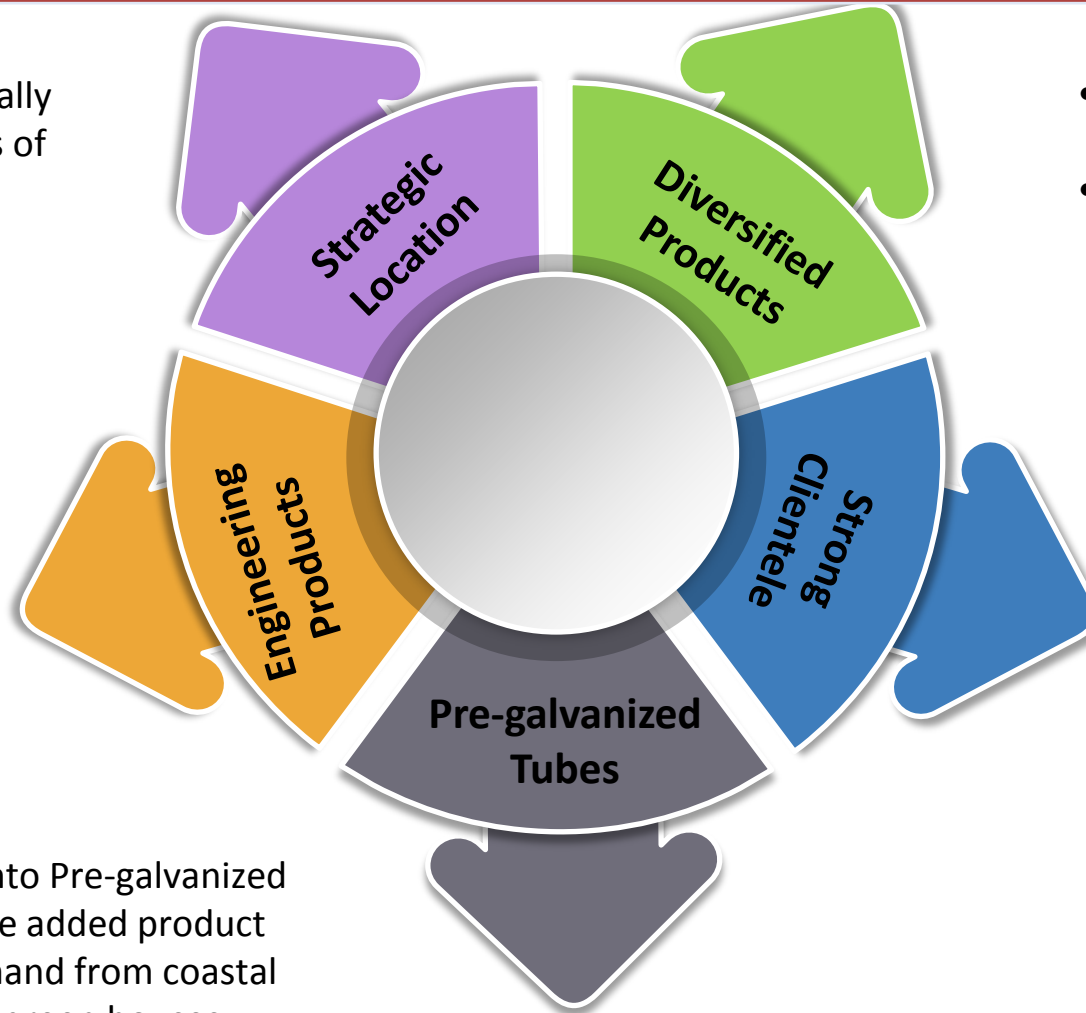 ally
s of
•
•
Strategic
Location
Diversified
Products
Engineering
Products
Strong
Clientele
Pre-galvanized
Tubes
nto Pre-galvanized
e added product
and from coastal